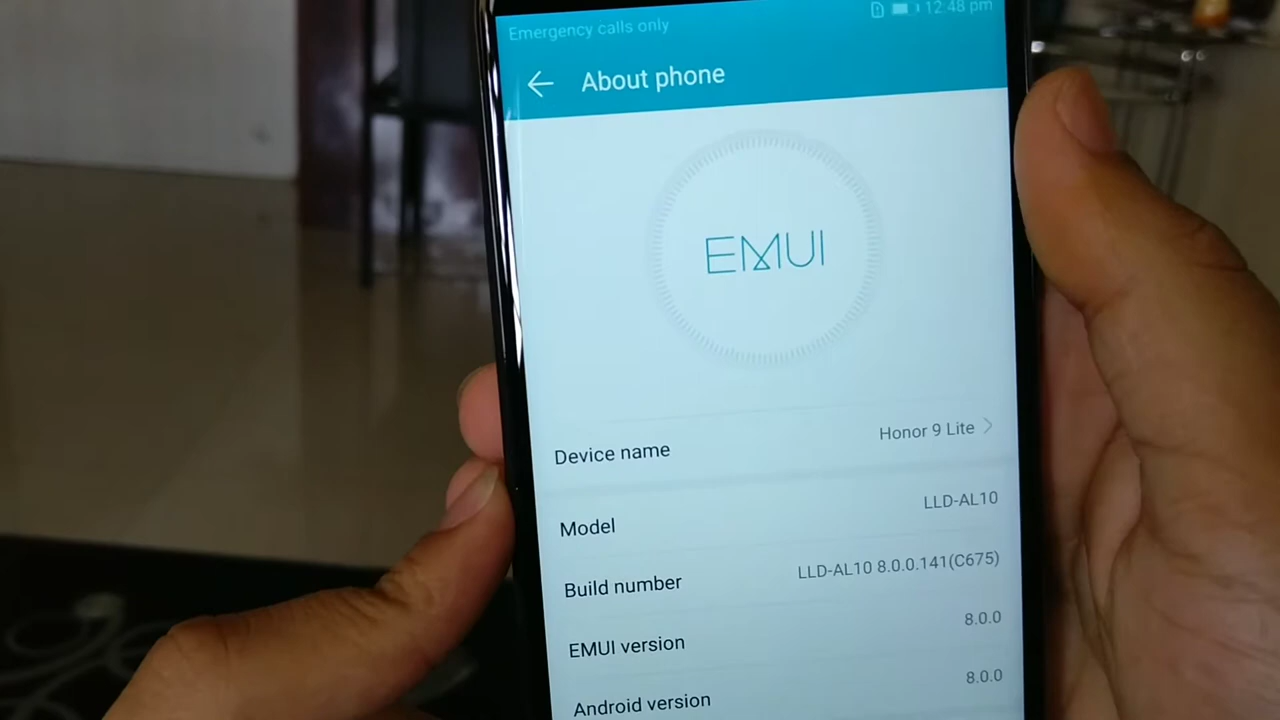 Emergency calls only 12:48 pm
About phone
EMUI
Device name Honor 9 Lite
Model LLD-AL10
Build number LLD-AL10 8.0.0.141(C675)
EMUI version 8.0.0
Android version 8.0.0